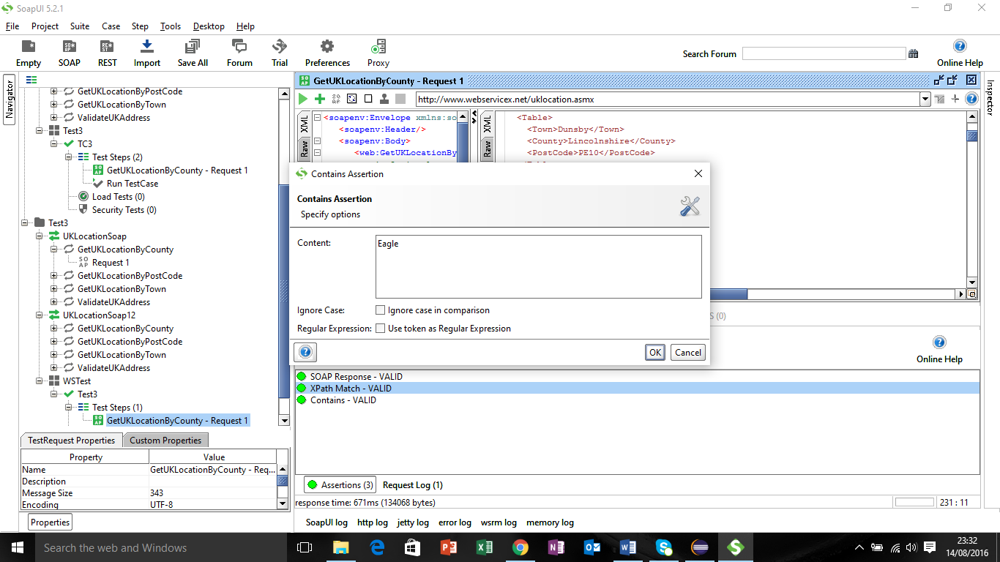 SoapUI 5.2.1
File Project Suite Case Step Tools Desktop Help
Empty SOAP REST Import Save All Forum Trial Preferences Proxy Search Forum Online Help
Navigator
GetUKLocationByPostCode
GetUKLocationByTown
ValidateUKAddress
Test3
TC3
Test Steps (2)
GetUKLocationByCounty - Request 1
Run TestCase
Load Tests (0)
Security Tests (0)
Test3
UKLocationSoap
GetUKLocationByCounty
Request 1
GetUKLocationByPostCode
GetUKLocationByTown
ValidateUKAddress
UKLocationSoap12
GetUKLocationByCounty
GetUKLocationByPostCode
GetUKLocationByTown
ValidateUKAddress
WSTest
Test3
Test Steps (1)
GetUKLocationByCounty - Request 1
TestRequest Properties Custom Properties
Property Value
Name GetUKLocationByCounty - Req...
Description
Message Size 343
Encoding UTF-8
Properties
GetUKLocationByCounty - Request 1
http://www.webservicex.net/uklocation.asmx
Inspector
XML
Raw
<soapenv:Envelope xmlns:so
<soapenv:Header/>
<soapenv:Body>
<web:GetUKLocationBy
XML
Raw
<Table>
<Town>Dunsby</Town>
<County>Lincolnshire</County>
<PostCode>PE10</PostCode>
Contains Assertion
Contains Assertion
Specify options
Content: Eagle
Ignore Case: Ignore case in comparison
Regular Expression: Use token as Regular Expression
OK Cancel
S (0)
Online Help
SOAP Response - VALID
XPath Match - VALID
Contains - VALID
Assertions (3) Request Log (1)
response time: 671ms (134068 bytes) 231 : 11
SoapUI log http log jetty log error log wsrm log memory log
Search the web and Windows
23:32
14/08/2016